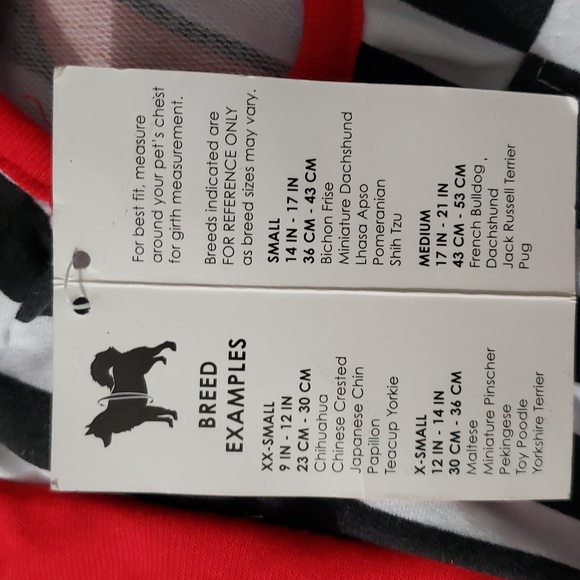 BREED
EXAMPLES
XX-SMALL
9 IN - 12 IN
23 CM - 30 CM
Chihuahua
Chinese Crested
Japanese Chin
Papillon
Teacup Yorkie
X-SMALL
12 IN - 14 IN
30 CM - 36 CM
Maltese
Miniature Pinscher
Pekingese
Toy Poodle
Yorkshire Terrier
For best fit, measure
around your pet's chest
for girth measurement.
Breeds indicated are
FOR REFERENCE ONLY
as breed sizes may vary.
SMALL
14 IN - 17 IN
36 CM - 43 CM
Bichon Frise
Miniature Dachshund
Lhasa Apso
Pomeranian
Shih Tzu
MEDIUM
17 IN - 21 IN
43 CM - 53 CM
French Bulldog ,
Dachshund
Jack Russell Terrier
Pug